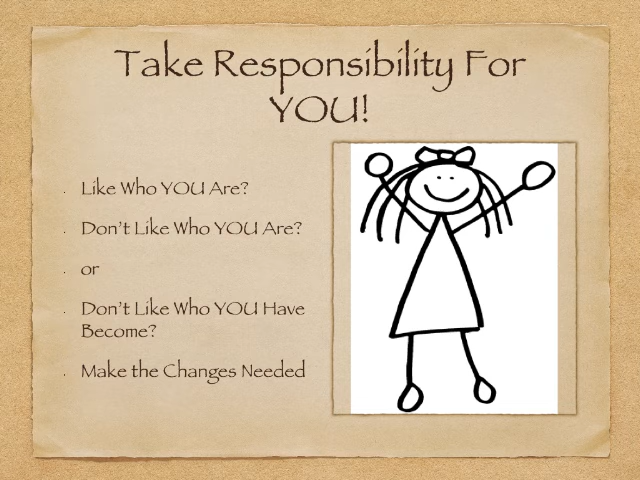 Take Responsibility For
YOU!
Like Who YOU Are?
Don't Like Who YOU Are?
or
Don't Like Who YOU Have
Become?
Make the Changes Needed